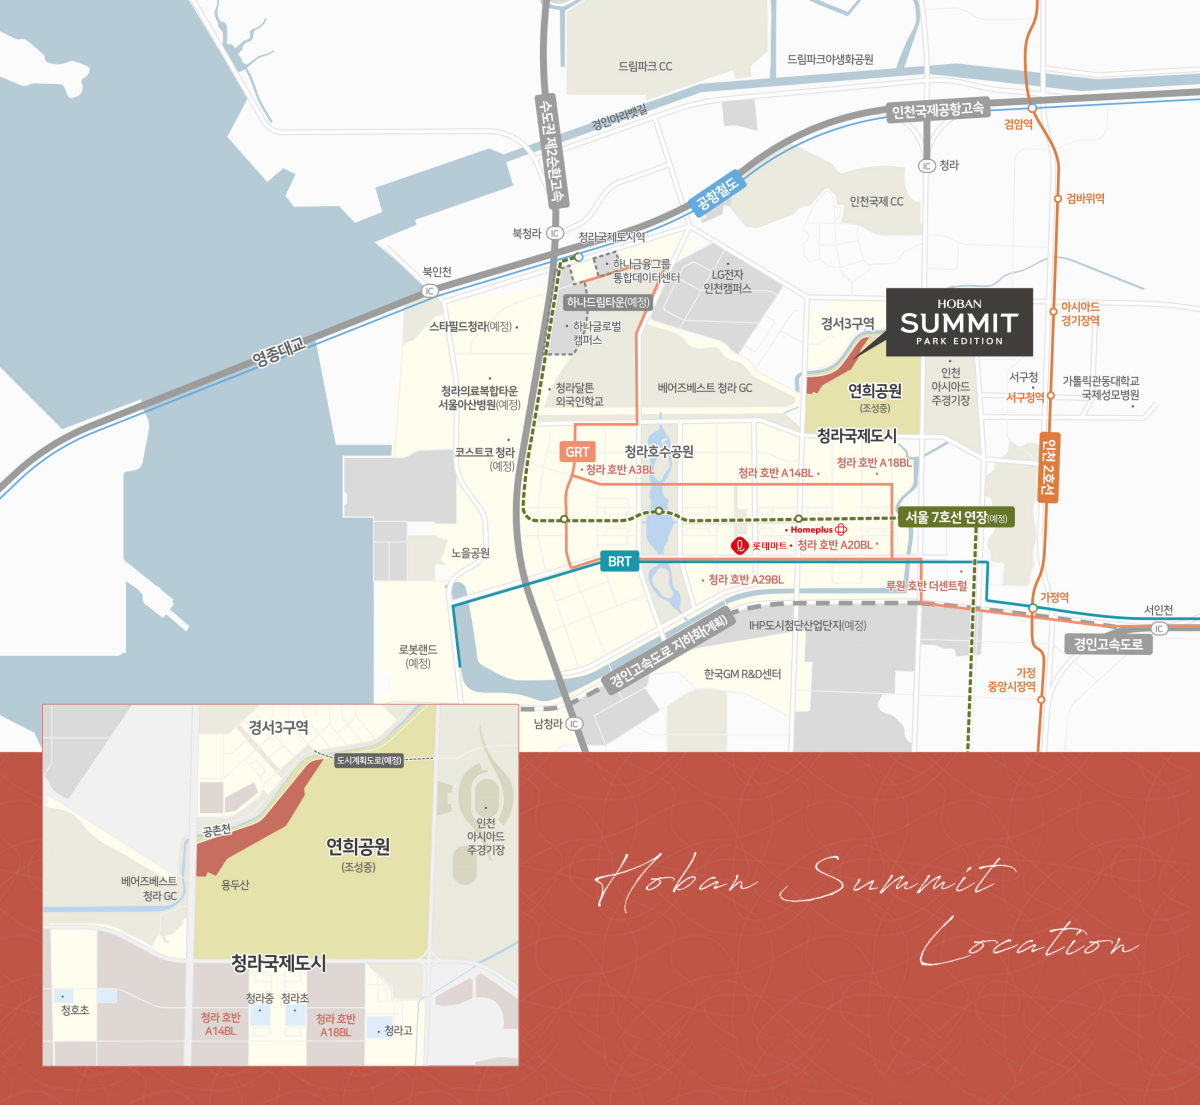 드림파크 CC
드림파크야생화공원
경인아라뱃길
수도권 제2순환고속
인천국제공항고속
검암역
IC 청라
공항철도
인천국제 CC
검바위역
북청라 IC
청라국제도시역
하나금융그룹
통합데이터센터
LG전자
인천캠퍼스
북인천
IC
하나드림타운(예정)
스타필드청라(예정)
하나글로벌
캠퍼스
영종대교
경서3구역
HOBAN
SUMMIT
PARK EDITION
아시아드
경기장역
청라의료복합타운
서울아산병원(예정)
청라달튼
외국인학교
베어즈베스트 청라 GC
연희공원
(조성중)
인천
아시아드
주경기장
서구청
서구청역
가톨릭관동대학교
국제성모병원
청라국제도시
코스트코 청라
(예정)
GRT
청라 호반 A3BL
청라호수공원
청라 호반 A14BL
청라 호반 A18BL
인천 2호선
서울 7호선 연장(예정)
Homeplus
롯데마트
청라 호반 A20BL
노을공원
BRT
청라 호반 A29BL
루원 호반 더센트럴
가정역
서인천
IC
경인고속도로
경인고속도로 지하화(계획)
IHP도시첨단산업단지(예정)
로봇랜드
(예정)
한국GM R&D센터
가정
중앙시장역
남청라 IC
경서3구역
도시계획도로(예정)
공촌천
연희공원
(조성중)
인천
아시아드
주경기장
베어즈베스트
청라 GC
용두산
청라국제도시
청호초
청라중
청라초
청라 호반
A14BL
청라 호반
A18BL
청라고
Hoban Summit
Location